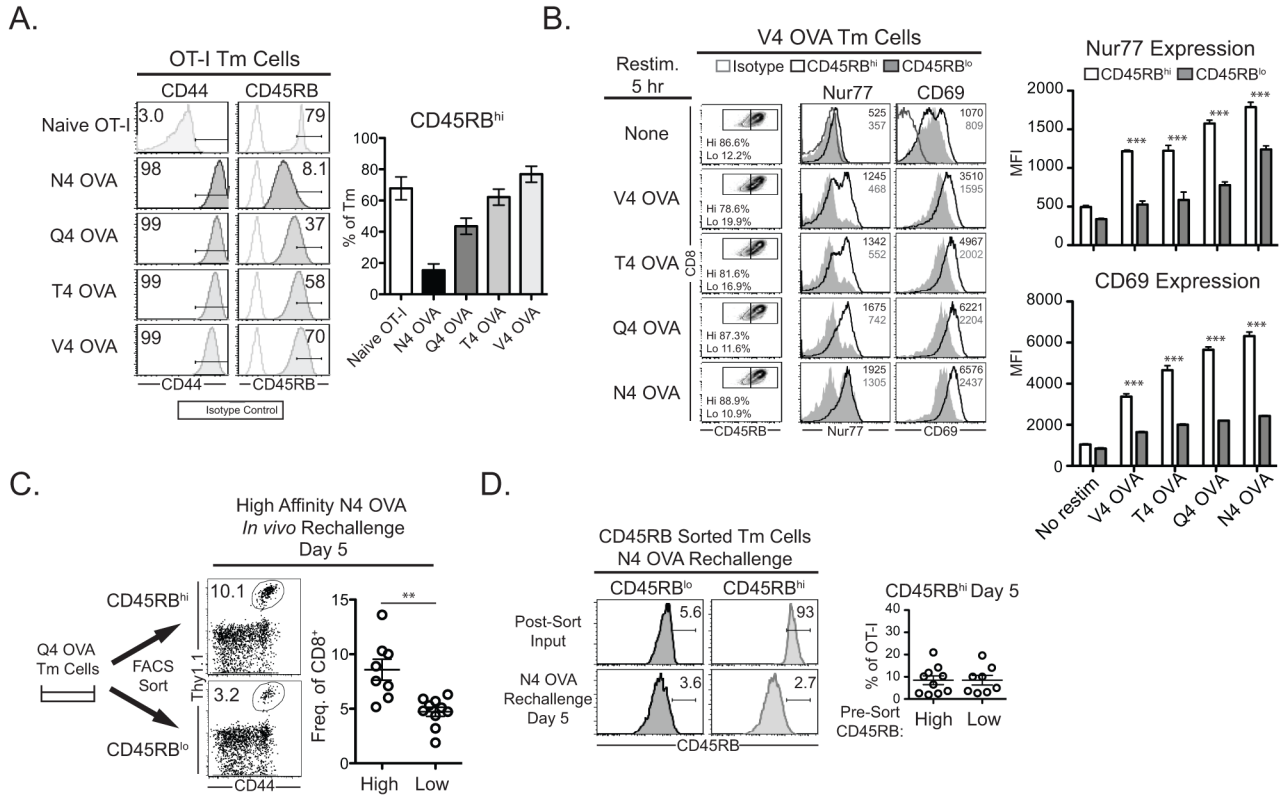 A.
OT-I Tm Cells
CD44
CD45RB
Naive OT-I
3.0
79
N4 OVA
98
8.1
Q4 OVA
99
37
T4 OVA
99
58
V4 OVA
99
70
CD44
CD45RB
Isotype Control
CD45RBhi
% of Tm
100
80
60
40
20
0
Naive OT-I
N4 OVA
Q4 OVA
T4 OVA
V4 OVA
B.
V4 OVA Tm Cells
Restim.
5 hr
Isotype
CD45RBhi
CD45RBlo
Nur77
CD69
None
Hi 86.6%
Lo 12.2%
525
357
1070
809
V4 OVA
Hi 78.6%
Lo 19.9%
1245
468
3510
1595
T4 OVA
Hi 81.6%
Lo 16.9%
1342
552
4967
2002
Q4 OVA
Hi 87.3%
Lo 11.6%
1675
742
6221
2204
N4 OVA
Hi 88.9%
Lo 10.9%
1925
1305
6576
2437
CD8
CD45RB
Nur77
CD69
Nur77 Expression
CD45RBhi
CD45RBlo
MFI
2000
1500
1000
500
0
***
***
***
***
CD69 Expression
MFI
8000
6000
4000
2000
0
***
***
***
***
No restim
V4 OVA
T4 OVA
Q4 OVA
N4 OVA
C.
High Affinity N4 OVA
In vivo Rechallenge
Day 5
Q4 OVA
Tm Cells
FACS
Sort
CD45RBhi
CD45RBlo
10.1
3.2
Thy1.1
CD44
Freq. of CD8+
15
10
5
0
**
High
Low
D.
CD45RB Sorted Tm Cells
N4 OVA Rechallenge
CD45RBlo
CD45RBhi
Post-Sort
Input
5.6
93
N4 OVA
Rechallenge
Day 5
3.6
2.7
CD45RB
CD45RBhi Day 5
% of OT-I
40
30
20
10
0
Pre-Sort
CD45RB:
High
Low